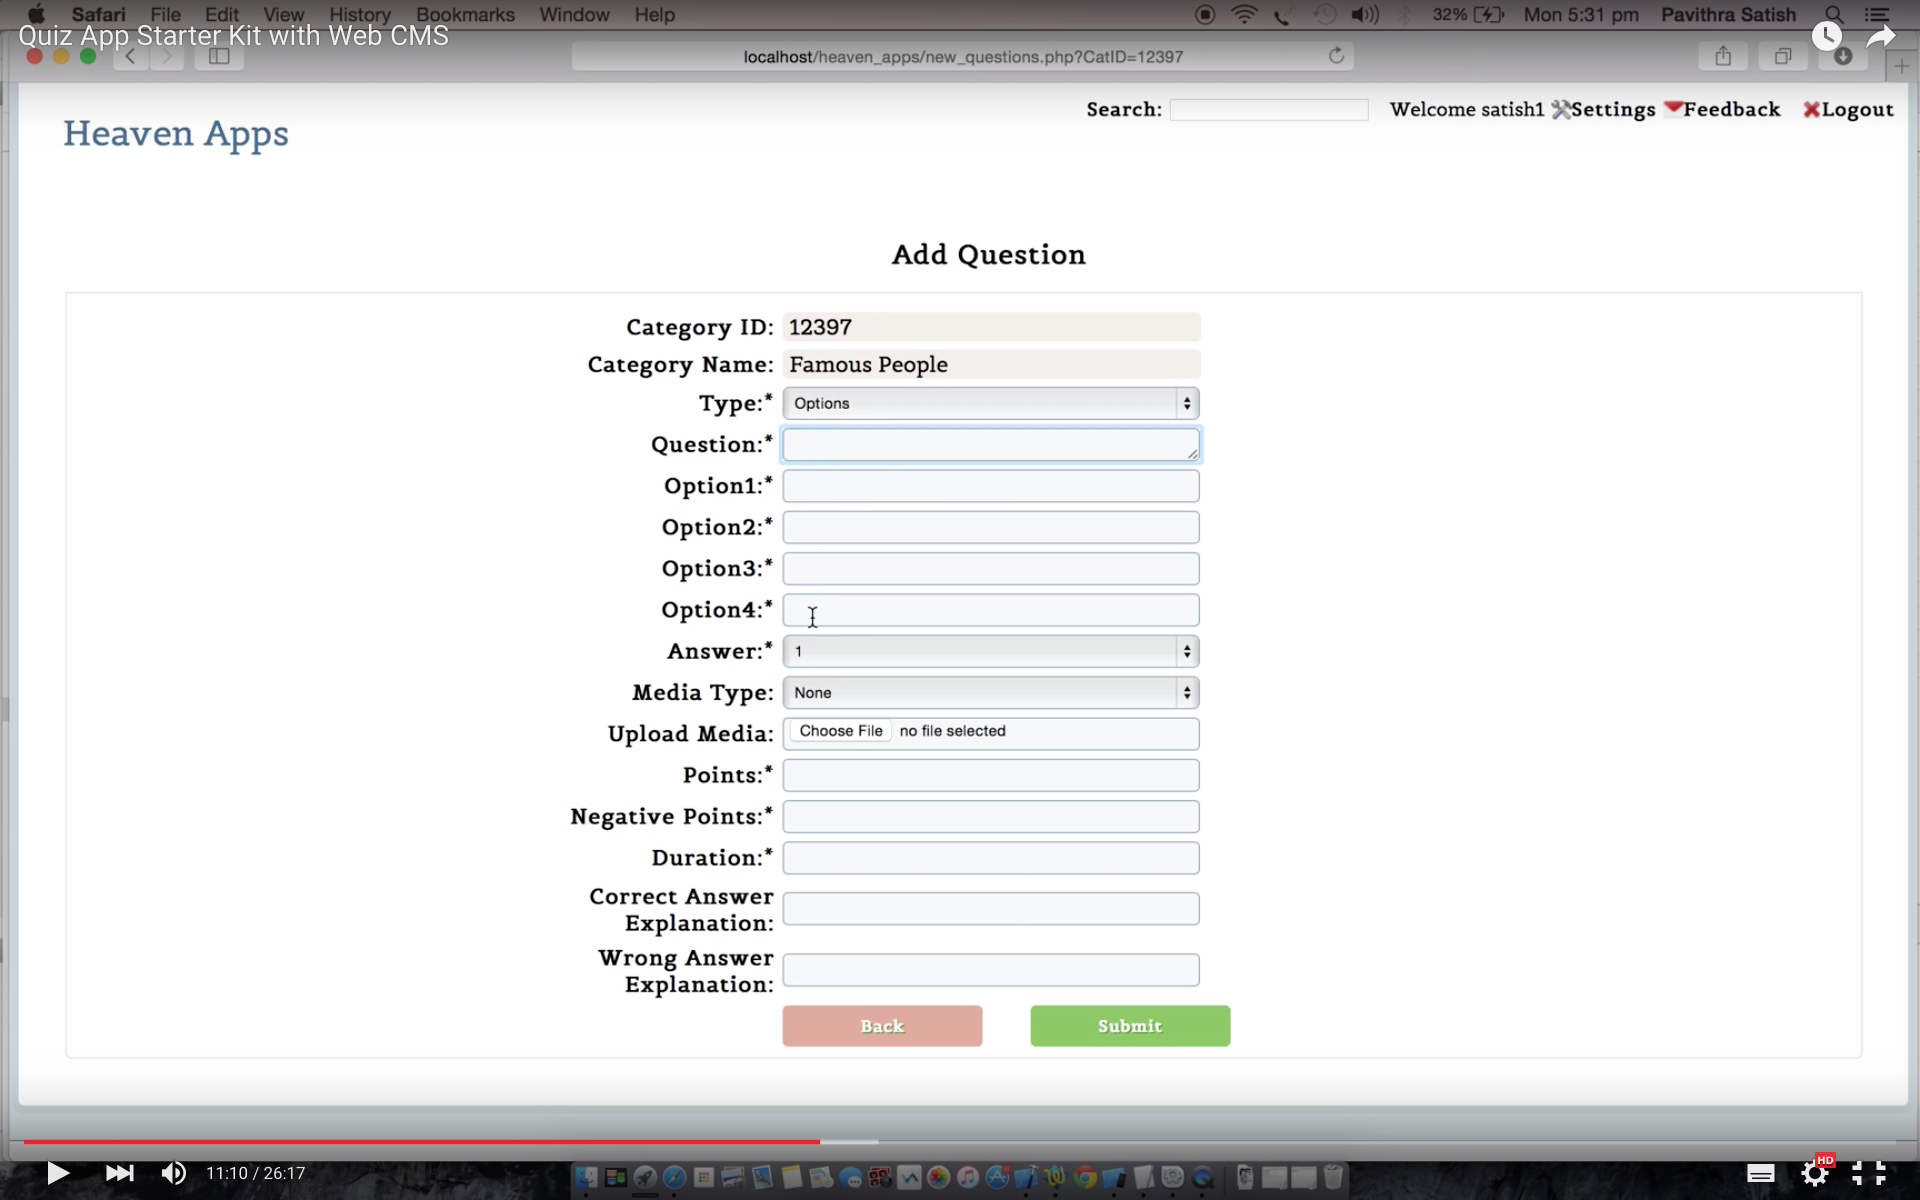 Safari File Edit View History Bookmarks Window Help 32% Mon 5:31 pm Pavithra Satish
Quiz App Starter Kit with Web CMS
localhost/heaven_apps/new_questions.php?CatID=12397
Search: Welcome satish1 Settings Feedback Logout
Heaven Apps
Add Question
Category ID: 12397
Category Name: Famous People
Type:* Options
Question:*
Option1:*
Option2:*
Option3:*
Option4:*
Answer:* 1
Media Type: None
Upload Media: Choose File no file selected
Points:*
Negative Points:*
Duration:*
Correct Answer
Explanation:
Wrong Answer
Explanation:
Back Submit
11:10 / 26:17 HD